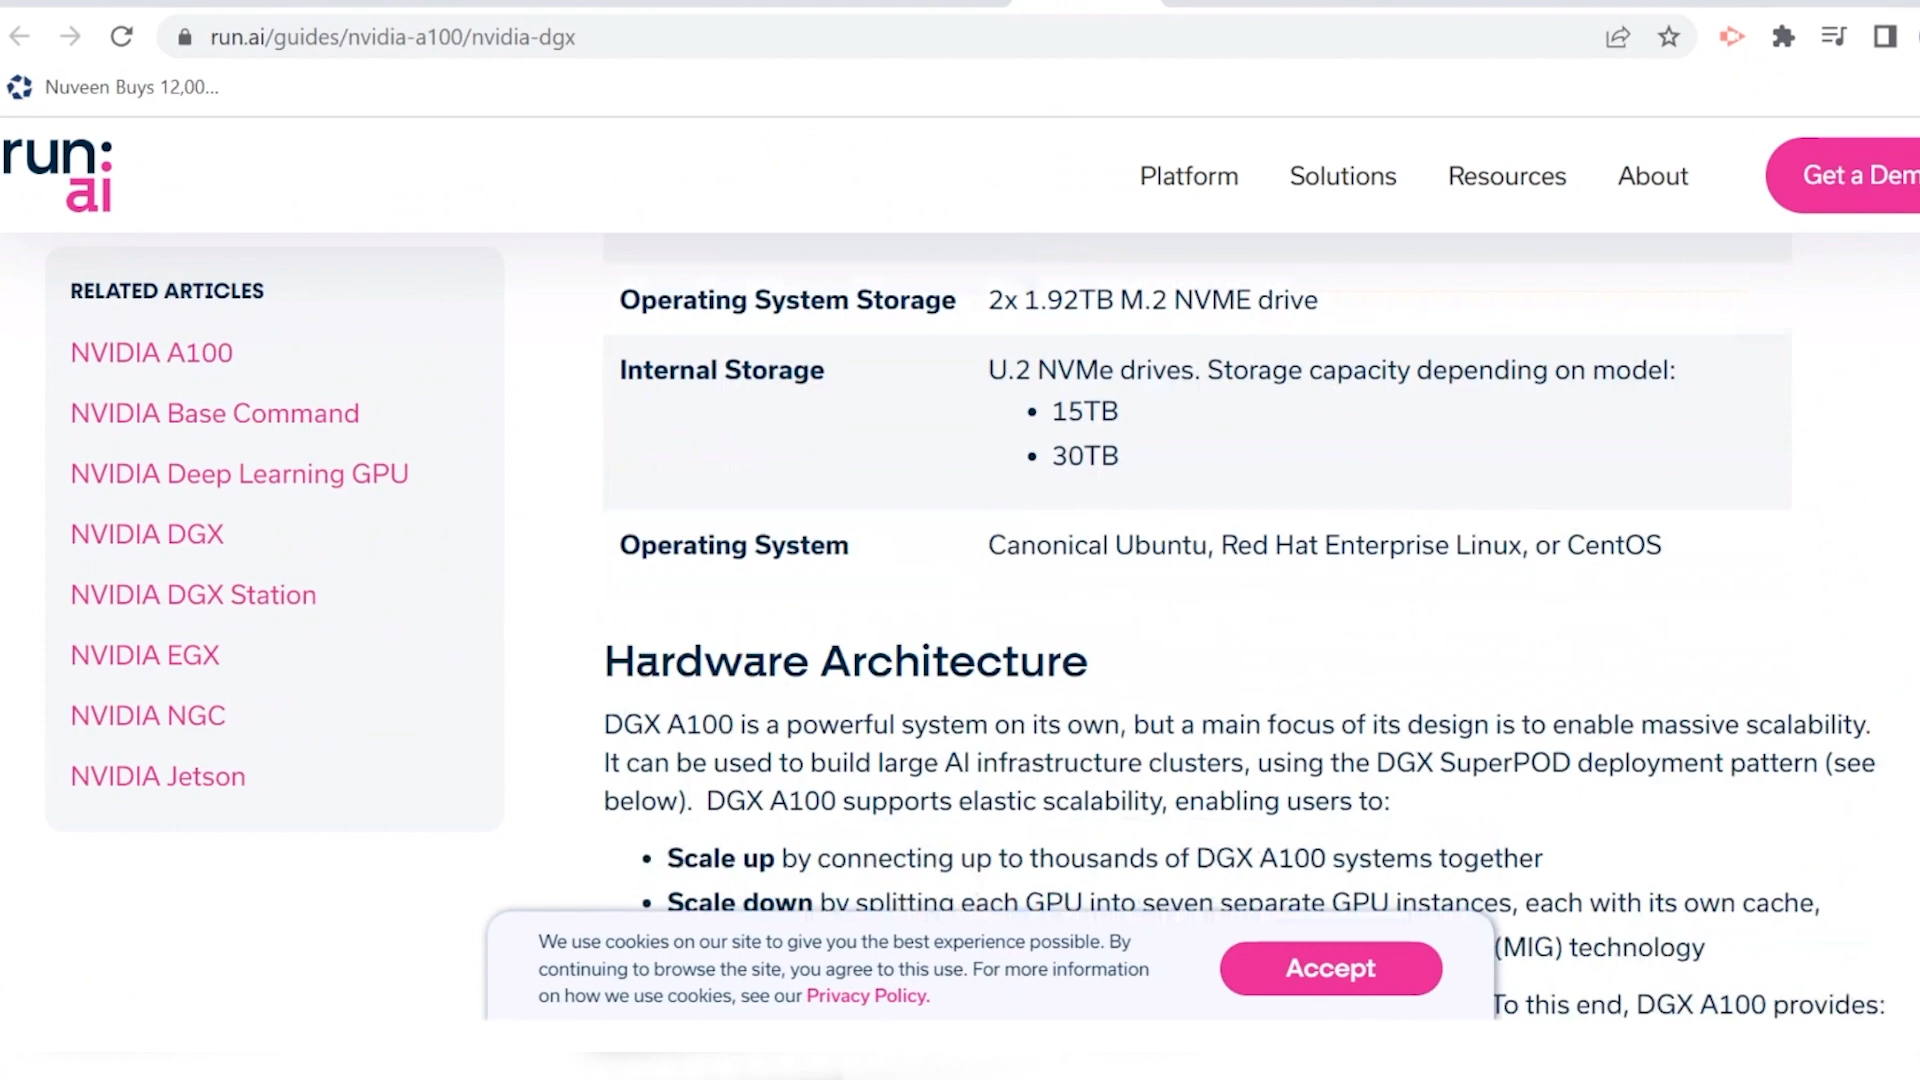 run.ai/guides/nvidia-a100/nvidia-dgx
Nuveen Buys 12,00...
run:
ai
Platform
Solutions
Resources
About
Get a Dem
RELATED ARTICLES
NVIDIA A100
NVIDIA Base Command
NVIDIA Deep Learning GPU
NVIDIA DGX
NVIDIA DGX Station
NVIDIA EGX
NVIDIA NGC
NVIDIA Jetson
Operating System Storage 2x 1.92TB M.2 NVME drive
Internal Storage U.2 NVMe drives. Storage capacity depending on model:
• 15TB
• 30TB
Operating System Canonical Ubuntu, Red Hat Enterprise Linux, or CentOS
Hardware Architecture
DGX A100 is a powerful system on its own, but a main focus of its design is to enable massive scalability.
It can be used to build large AI infrastructure clusters, using the DGX SuperPOD deployment pattern (see
below). DGX A100 supports elastic scalability, enabling users to:
• Scale up by connecting up to thousands of DGX A100 systems together
• Scale down by splitting each GPU into seven separate GPU instances, each with its own cache,
(MIG) technology
To this end, DGX A100 provides:
We use cookies on our site to give you the best experience possible. By
continuing to browse the site, you agree to this use. For more information
on how we use cookies, see our Privacy Policy.
Accept